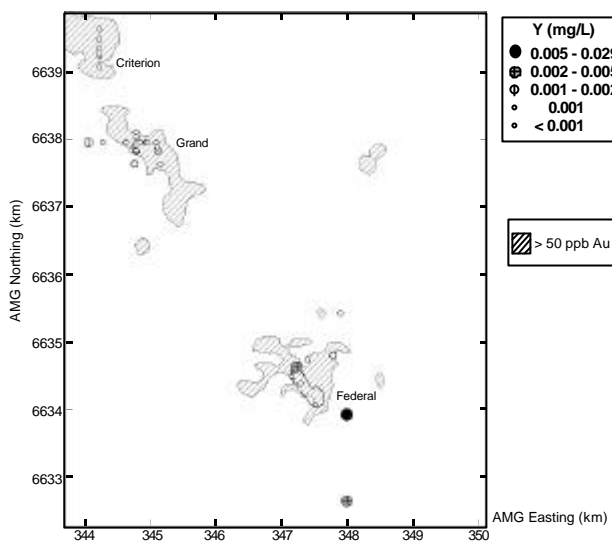 Y (mg/L)
0.005 - 0.029
0.002 - 0.005
0.001 - 0.002
0.001
< 0.001
> 50 ppb Au
Criterion
Grand
Federal
AMG Northing (km)
6639
6638
6637
6636
6635
6634
6633
344
345
346
347
348
349
350
AMG Easting (km)